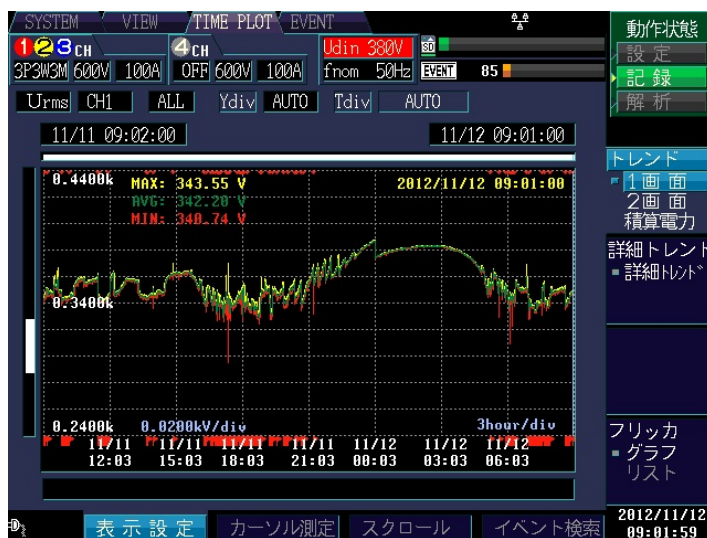 SYSTEM VIEW TIME PLOT EVENT
1 2 3 CH 4 CH Udin 380V SD
3P3W3M 600V 100A OFF 600V 100A fnom 50Hz EVENT 85
Urms CH1 ALL Ydiv AUTO Tdiv AUTO
11/11 09:02:00 11/12 09:01:00
0.4400k MAX: 343.55 V 2012/11/12 09:01:00
AVG: 342.20 V
MIN: 340.74 V
0.3400k
0.2400k 0.0200kV/div 3hour/div
11/11 11/11 11/11 11/11 11/12 11/12 11/12
12:03 15:03 18:03 21:03 00:03 03:03 06:03
表示設定 カーソル測定 スクロール イベント検索
動作状態
設定
記録
解析
トレンド
1画面
2画面
積算電力
詳細トレンド
詳細トレンド
フリッカ
グラフ
リスト
2012/11/12
09:01:59